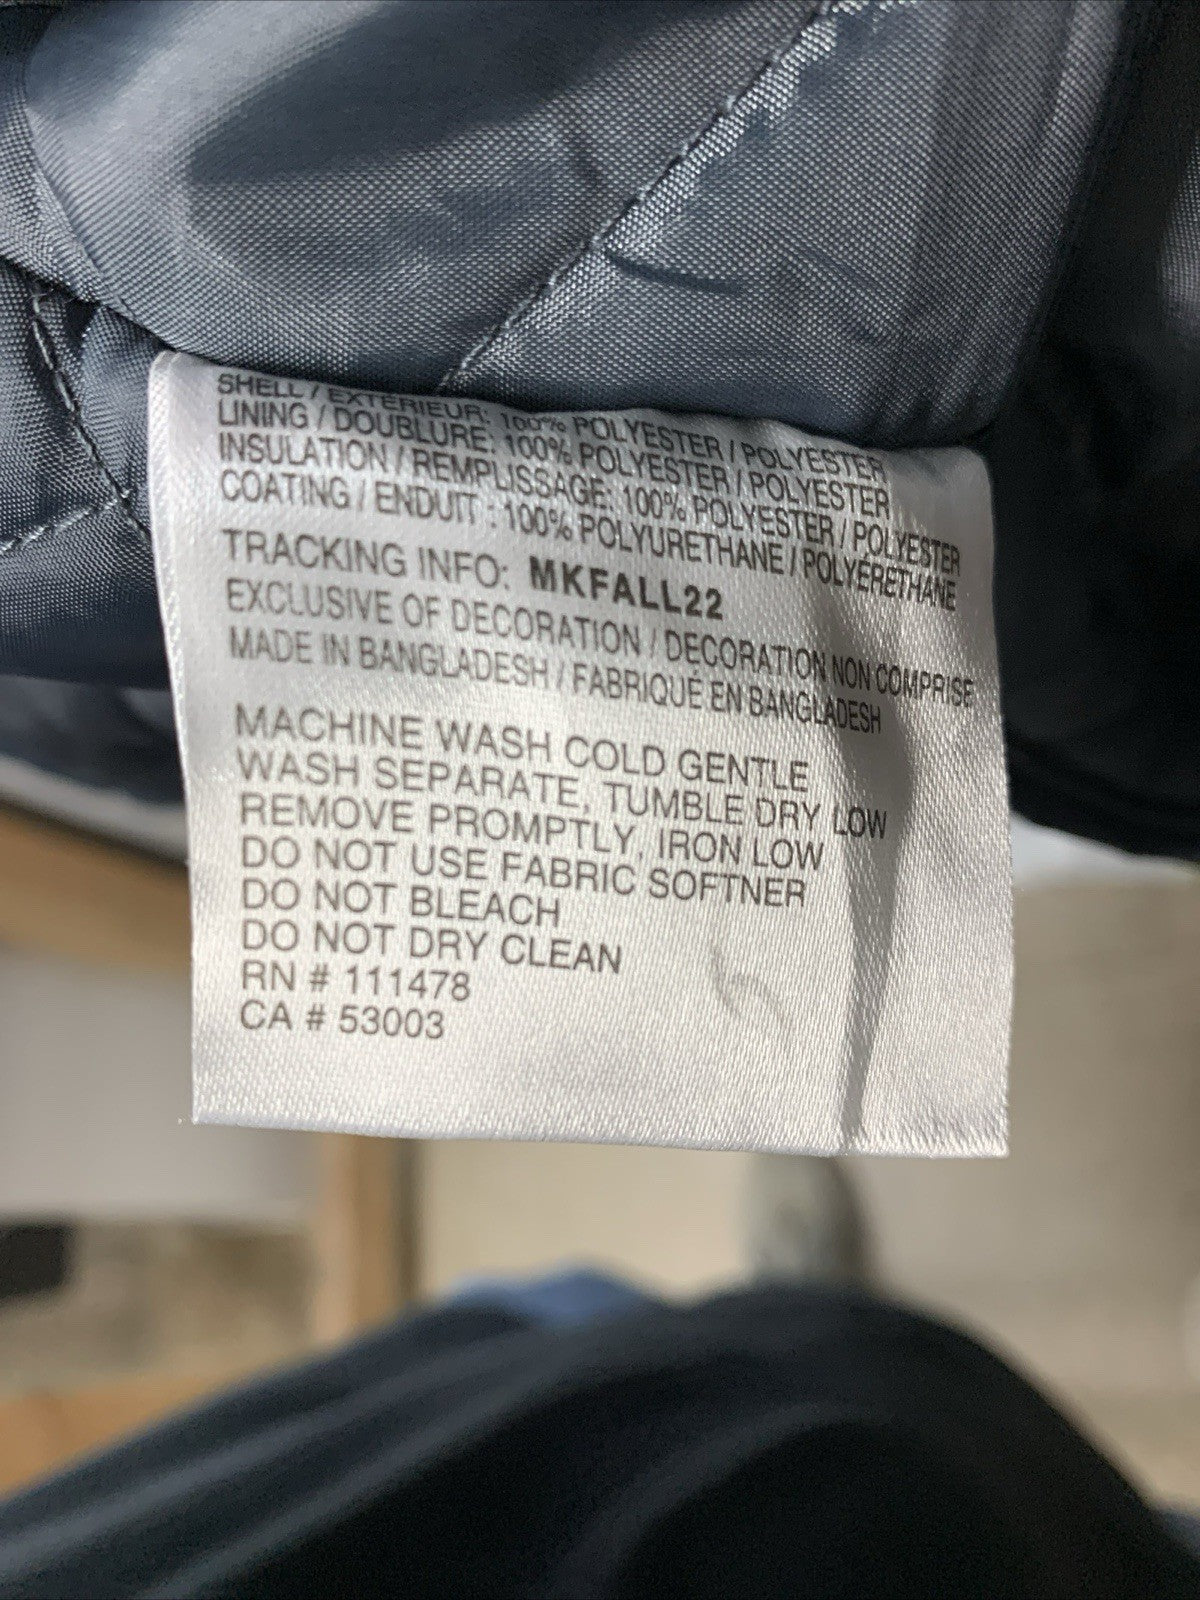 SHELL / EXTERIEUR: 100% POLYESTER / POLYESTER
LINING / DOUBLURE: 100% POLYESTER / POLYESTER
INSULATION / REMPLISSAGE: 100% POLYESTER / POLYESTER
COATING / ENDUIT : 100% POLYURETHANE / POLYERETHANE
TRACKING INFO: MKFALL22
EXCLUSIVE OF DECORATION / DECORATION NON COMPRISE
MADE IN BANGLADESH / FABRIQUE EN BANGLADESH
MACHINE WASH COLD GENTLE
WASH SEPARATE, TUMBLE DRY LOW
REMOVE PROMPTLY, IRON LOW
DO NOT USE FABRIC SOFTNER
DO NOT BLEACH
DO NOT DRY CLEAN
RN # 111478
CA # 53003